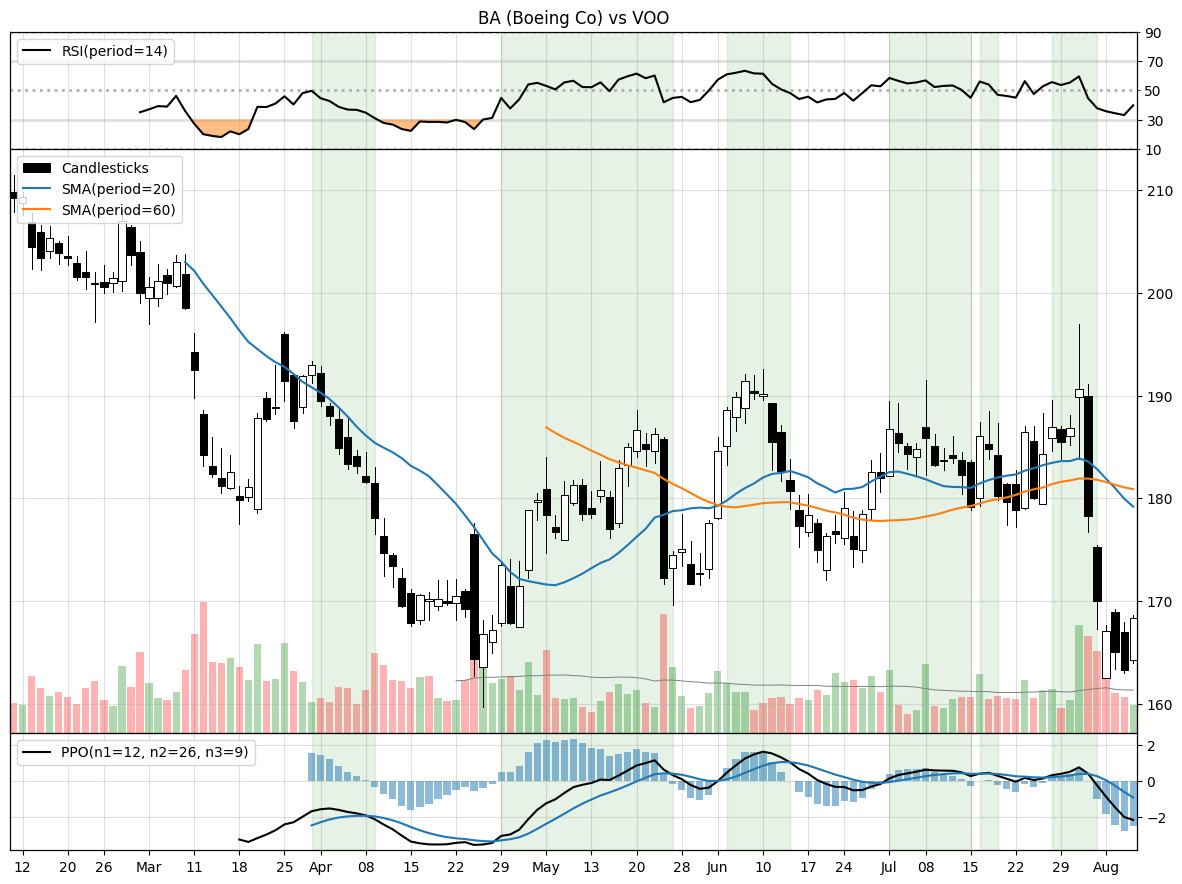 BA (Boeing Co) vs VOO
RSI(period=14)
90
70
50
30
10
Candlesticks
SMA(period=20)
SMA(period=60)
210
200
190
180
170
160
PPO(n1=12, n2=26, n3=9)
2
0
−2
12 20 26 Mar 11 18 25 Apr 08 15 22 29 May 13 20 28 Jun 10 17 24 Jul 08 15 22 29 Aug